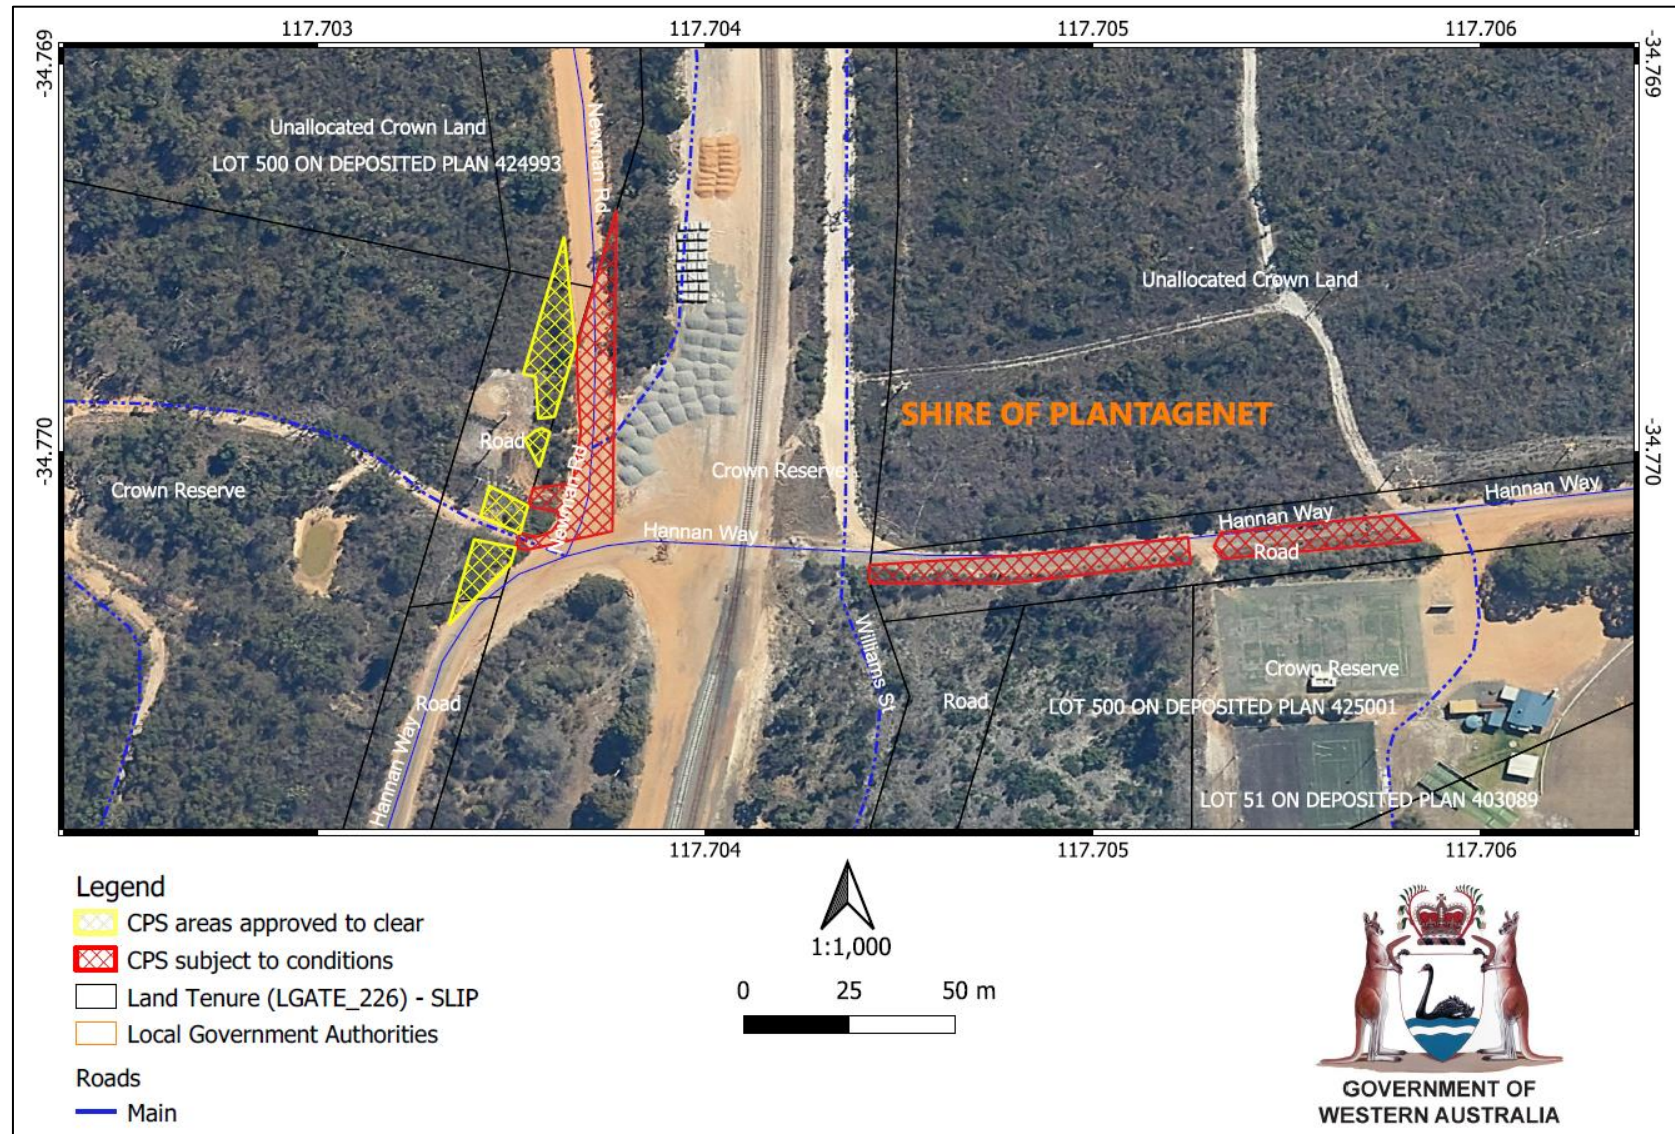 117.703
117.704
117.705
117.706
-34.769
-34.769
Newman Rd
Unallocated Crown Land
LOT 500 ON DEPOSITED PLAN 424993
Unallocated Crown Land
SHIRE OF PLANTAGENET
-34.770
-34.770
Road
Crown Reserve
Crown Reserve
Newman Rd
Hannan Way
Hannan Way
Hannan Way
Road
Williams St
Crown Reserve
Road
Road
LOT 500 ON DEPOSITED PLAN 425001
Hannan Way
LOT 51 ON DEPOSITED PLAN 403089
117.704
117.705
117.706
Legend
CPS areas approved to clear
CPS subject to conditions
Land Tenure (LGATE_226) - SLIP
Local Government Authorities
Roads
Main
1:1,000
0 25 50 m
GOVERNMENT OF
WESTERN AUSTRALIA